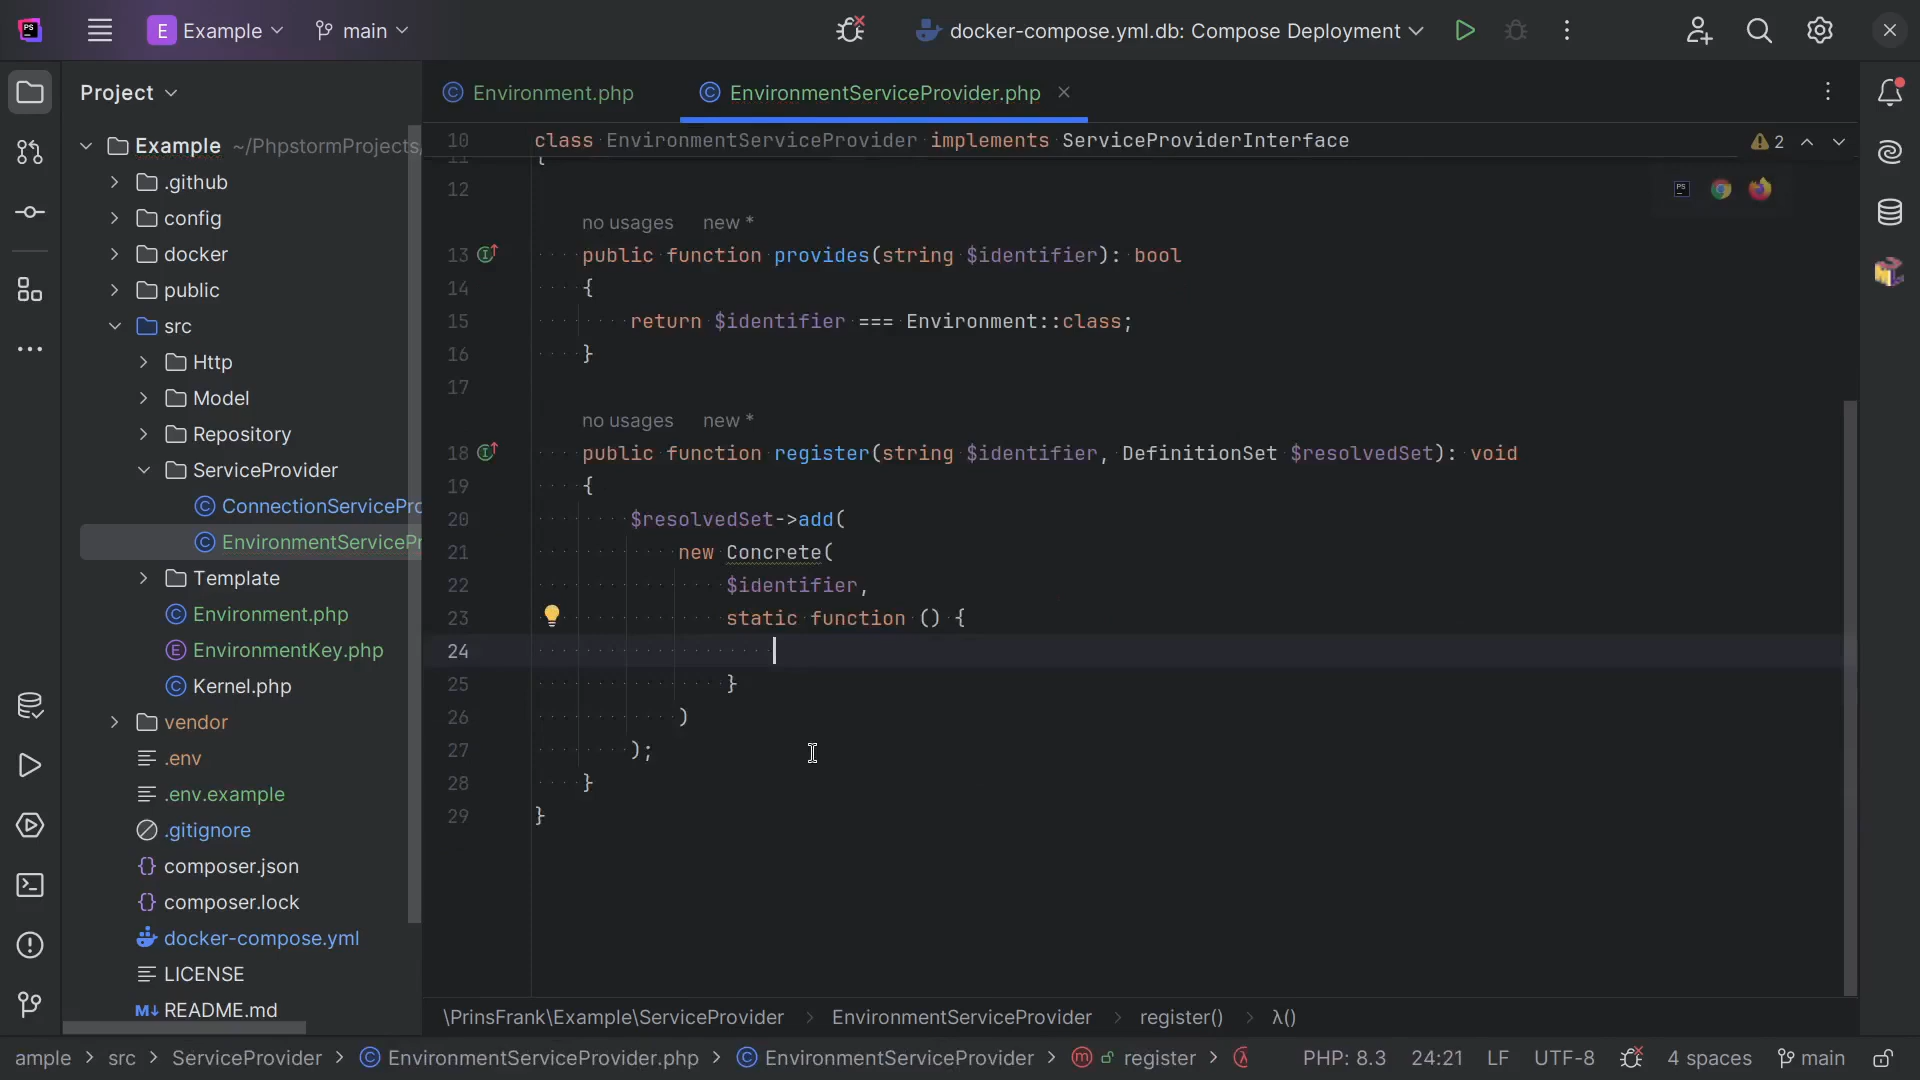 PS
E Example
main
docker-compose.yml.db: Compose Deployment
Project
Environment.php
EnvironmentServiceProvider.php
Example ~/PhpstormProjects/
.github
config
docker
public
src
Http
Model
Repository
ServiceProvider
ConnectionServicePro
EnvironmentServicePr
Template
Environment.php
EnvironmentKey.php
Kernel.php
vendor
.env
.env.example
.gitignore
composer.json
composer.lock
docker-compose.yml
LICENSE
README.md
10 class EnvironmentServiceProvider implements ServiceProviderInterface
2
11 {
12
no usages new *
13 public function provides(string $identifier): bool
14 {
15 return $identifier === Environment::class;
16 }
17
no usages new *
18 public function register(string $identifier, DefinitionSet $resolvedSet): void
19 {
20 $resolvedSet->add(
21 new Concrete(
22 $identifier,
23 static function () {
24
25 }
26 )
27 );
28 }
29 }
\PrinsFrank\Example\ServiceProvider > EnvironmentServiceProvider > register() > λ()
ample > src > ServiceProvider > EnvironmentServiceProvider.php > EnvironmentServiceProvider > register > λ
PHP: 8.3 24:21 LF UTF-8 4 spaces main